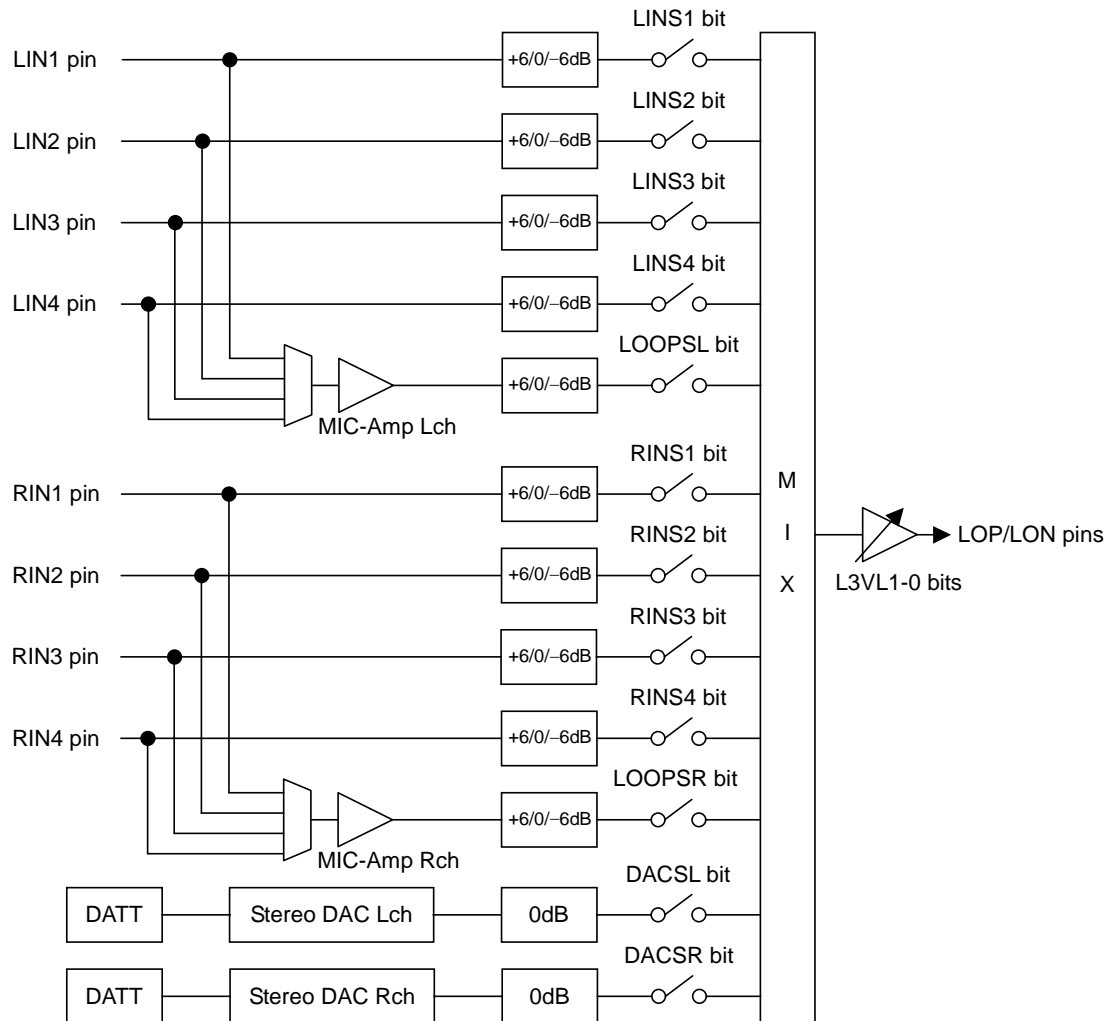 LINS1 bit
LIN1 pin
+6/0/−6dB
LINS2 bit
LIN2 pin
+6/0/−6dB
LINS3 bit
LIN3 pin
+6/0/−6dB
LINS4 bit
LIN4 pin
+6/0/−6dB
LOOPSL bit
+6/0/−6dB
MIC-Amp Lch
RINS1 bit
RIN1 pin
+6/0/−6dB
RINS2 bit
RIN2 pin
+6/0/−6dB
RINS3 bit
RIN3 pin
+6/0/−6dB
RINS4 bit
RIN4 pin
+6/0/−6dB
LOOPSR bit
+6/0/−6dB
MIC-Amp Rch
DACSL bit
DATT
Stereo DAC Lch
0dB
DACSR bit
DATT
Stereo DAC Rch
0dB
M
I
X
LOP/LON pins
L3VL1-0 bits